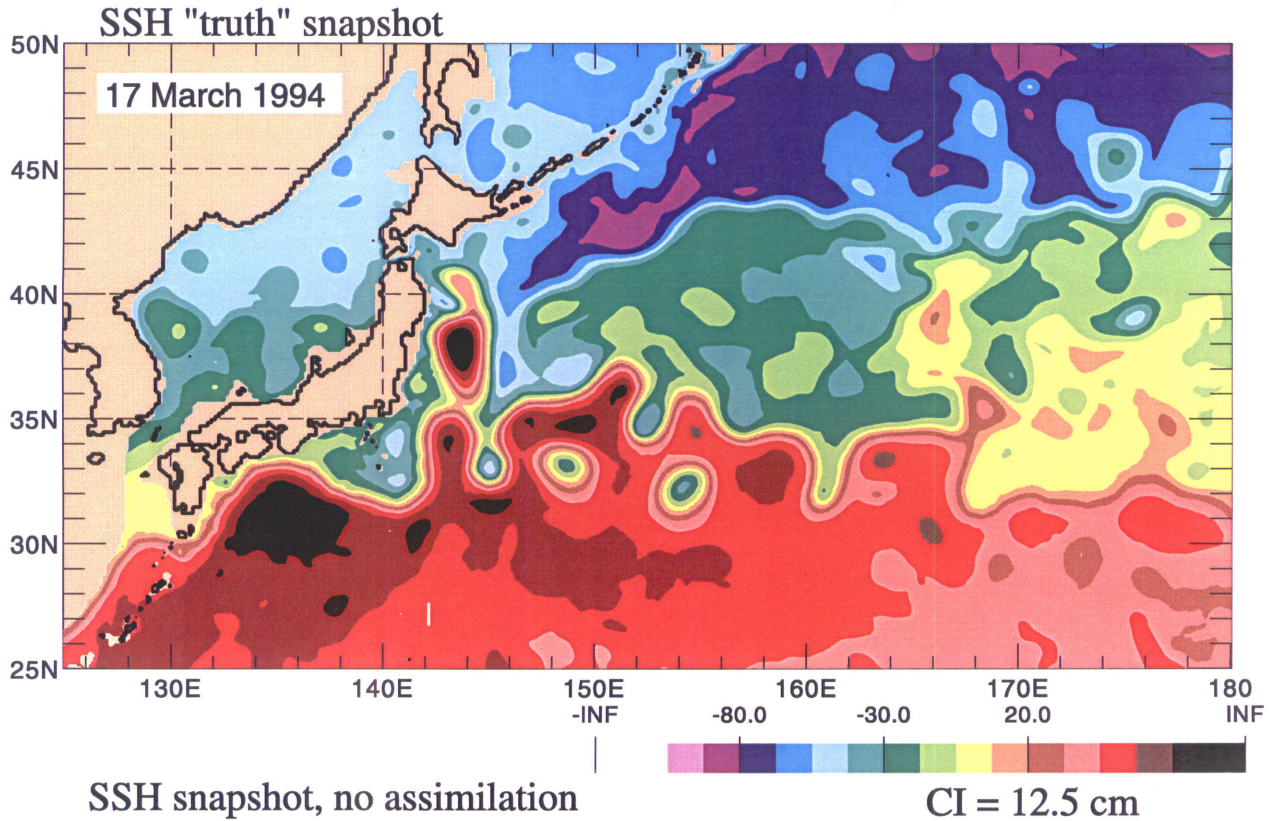 SSH "truth" snapshot
50N
17 March 1994
45N
40N
35N
30N
25N
130E 140E 150E 160E 170E 180
-INF -80.0 -30.0 20.0 INF
SSH snapshot, no assimilation CI = 12.5 cm